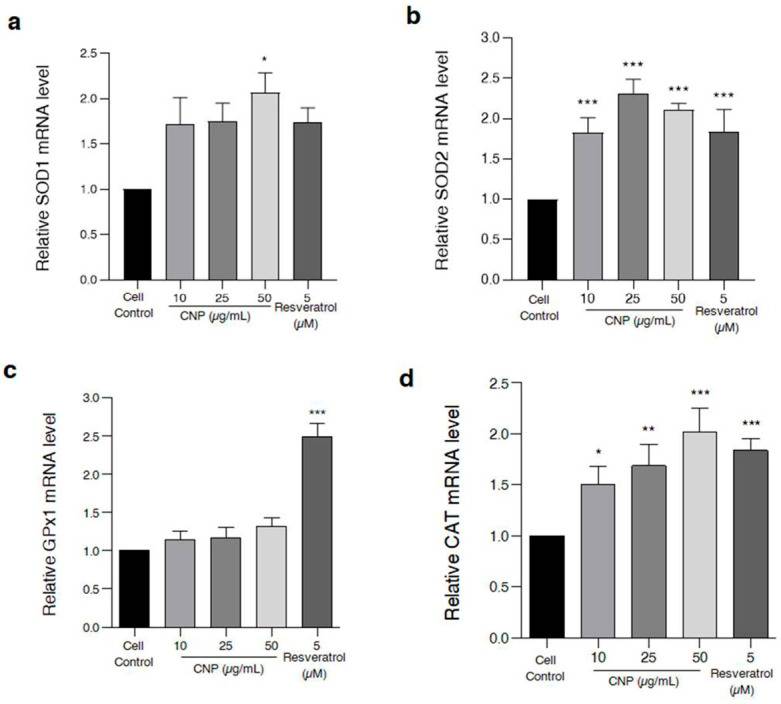 a
Relative SOD1 mRNA level
2.5
2.0
1.5
1.0
0.5
0.0
*
Cell
Control
10
25
50
5
CNP (µg/mL)
Resveratrol
(µM)
b
Relative SOD2 mRNA level
3.0
2.5
2.0
1.5
1.0
0.5
0.0
***
***
***
***
Cell
Control
10
25
50
5
CNP (µg/mL)
Resveratrol
(µM)
c
Relative GPx1 mRNA level
3.0
2.5
2.0
1.5
1.0
0.5
0.0
***
Cell
Control
10
25
50
5
CNP (µg/mL)
Resveratrol
(µM)
d
Relative CAT mRNA level
2.5
2.0
1.5
1.0
0.5
0.0
*
**
***
***
Cell
Control
10
25
50
5
CNP (µg/mL)
Resveratrol
(µM)